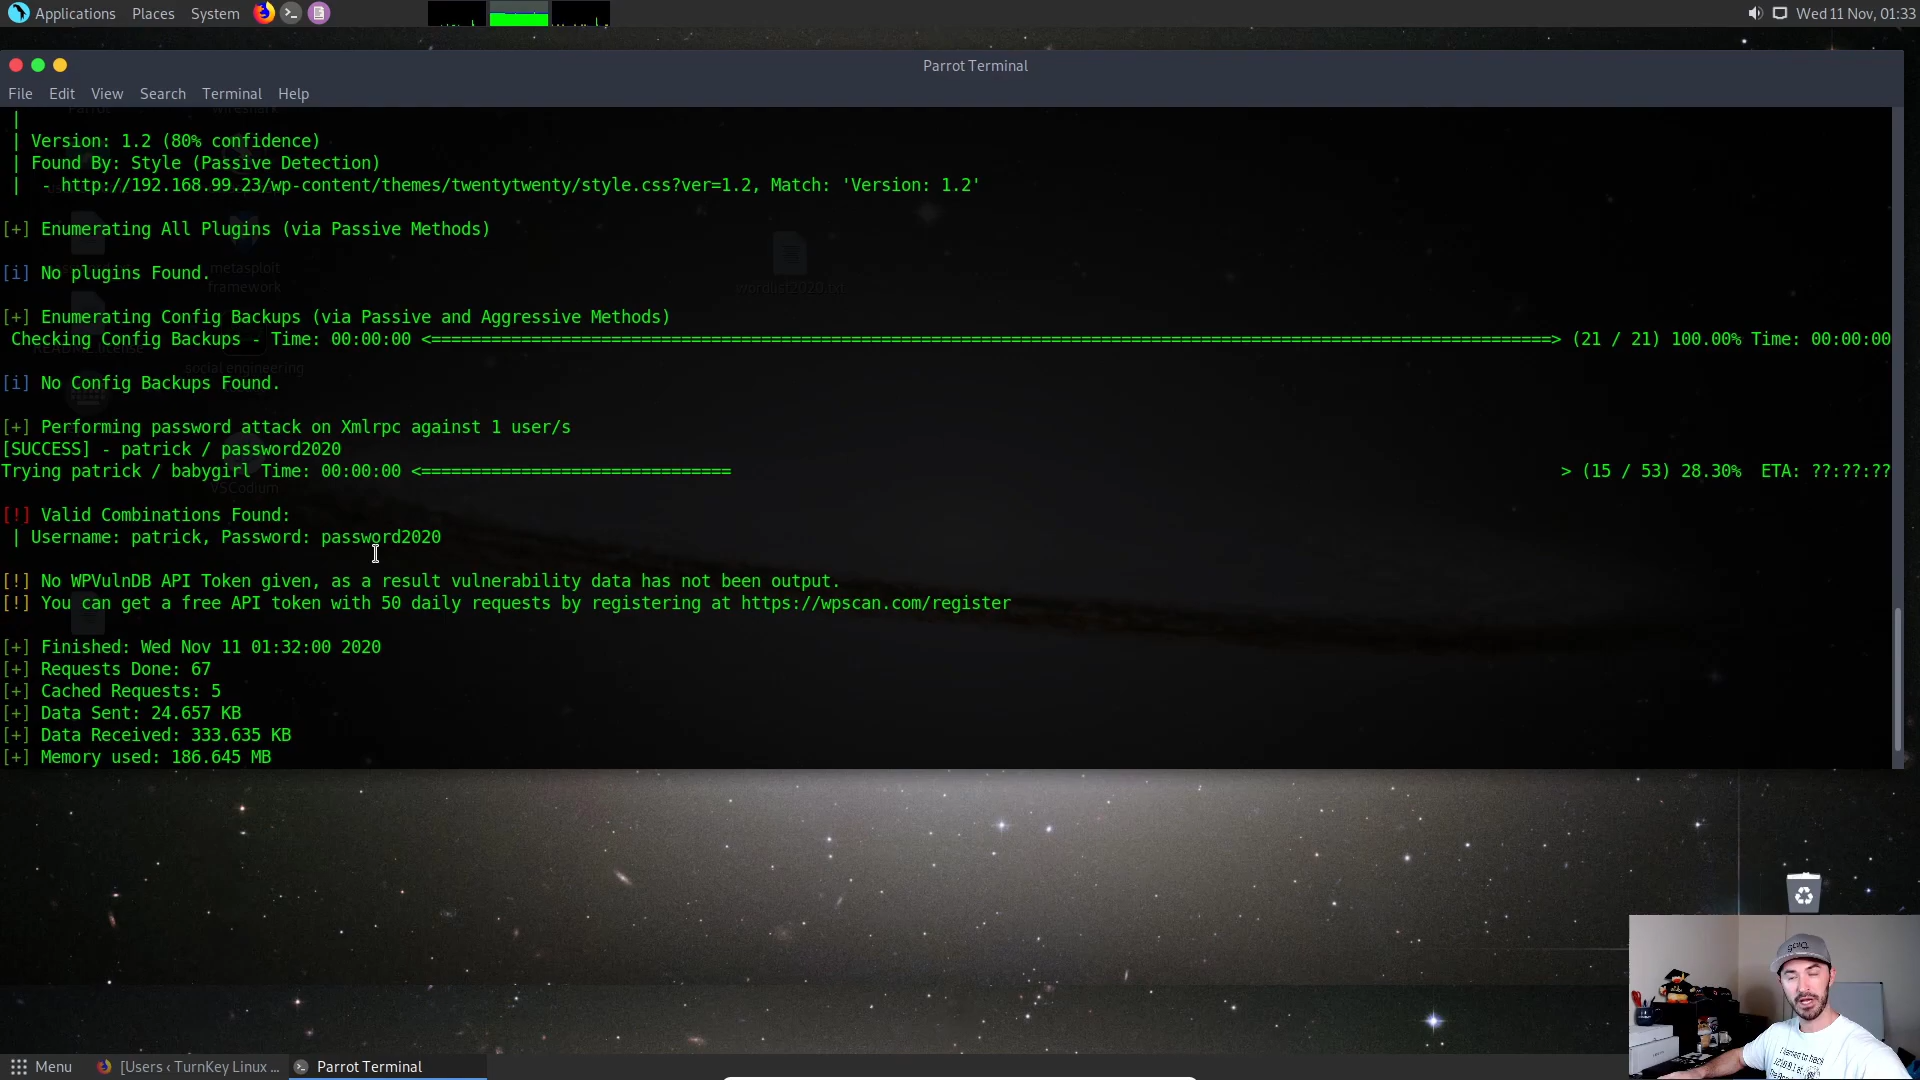 Applications Places System Wed 11 Nov, 01:33
Parrot Terminal
File Edit View Search Terminal Help
|
| Version: 1.2 (80% confidence)
| Found By: Style (Passive Detection)
|  - http://192.168.99.23/wp-content/themes/twentytwenty/style.css?ver=1.2, Match: 'Version: 1.2'
[+] Enumerating All Plugins (via Passive Methods)
[i] No plugins Found.
metasploit
framework
wordlist2020.txt
[+] Enumerating Config Backups (via Passive and Aggressive Methods)
Checking Config Backups - Time: 00:00:00 <================================================================================================================> (21 / 21) 100.00% Time: 00:00:00
social engineering
[i] No Config Backups Found.
[+] Performing password attack on Xmlrpc against 1 user/s
[SUCCESS] - patrick / password2020
Trying patrick / babygirl Time: 00:00:00 <=============================== > (15 / 53) 28.30%  ETA: ??:??:??
VSCodium
[!] Valid Combinations Found:
| Username: patrick, Password: password2020
[!] No WPVulnDB API Token given, as a result vulnerability data has not been output.
[!] You can get a free API token with 50 daily requests by registering at https://wpscan.com/register
[+] Finished: Wed Nov 11 01:32:00 2020
[+] Requests Done: 67
[+] Cached Requests: 5
[+] Data Sent: 24.657 KB
[+] Data Received: 333.635 KB
[+] Memory used: 186.645 MB
Menu [Users ‹ TurnKey Linux ... Parrot Terminal